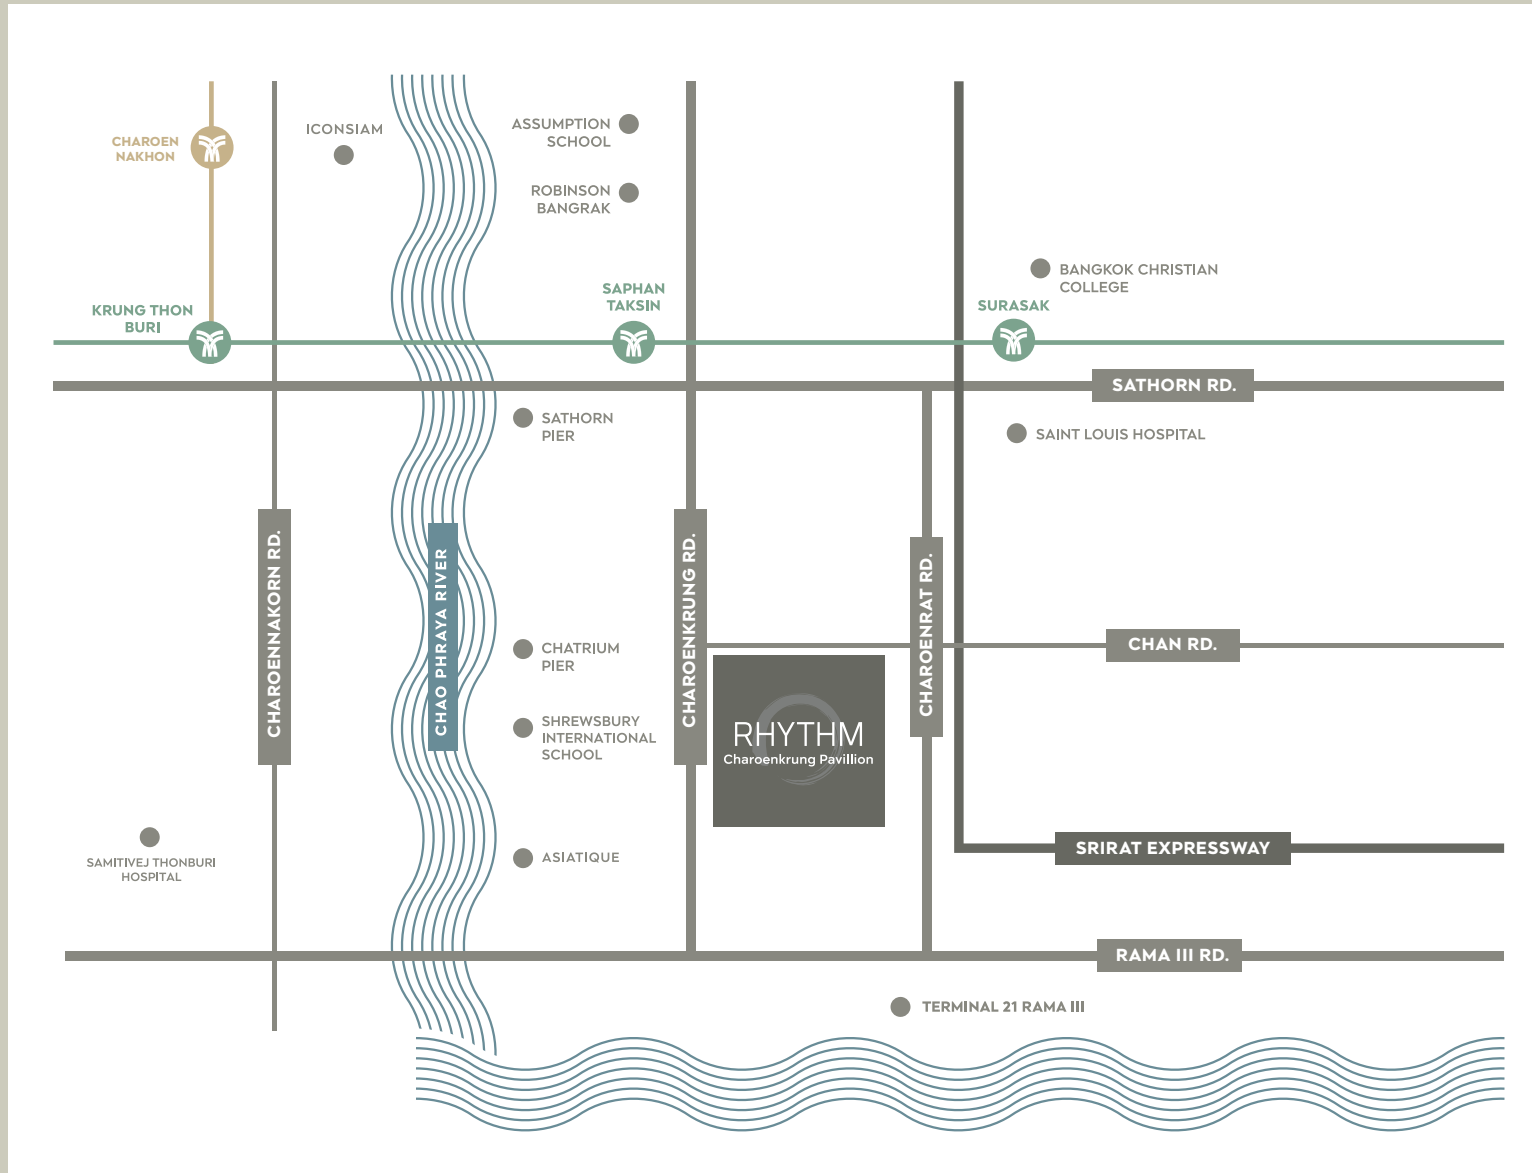 ICONSIAM
ASSUMPTION
SCHOOL
CHAROEN
NAKHON
ROBINSON
BANGRAK
BANGKOK CHRISTIAN
COLLEGE
KRUNG THON
BURI
SAPHAN
TAKSIN
SURASAK
SATHORN RD.
SATHORN
PIER
SAINT LOUIS HOSPITAL
CHAROENNAKORN RD.
CHAO PHRAYA RIVER
CHAROENKRUNG RD.
CHAROENRAT RD.
CHAN RD.
CHATRIUM
PIER
SHREWSBURY
INTERNATIONAL
SCHOOL
RHYTHM
Charoenkrung Pavillion
SAMITIVEJ THONBURI
HOSPITAL
ASIATIQUE
SRIRAT EXPRESSWAY
RAMA III RD.
TERMINAL 21 RAMA III